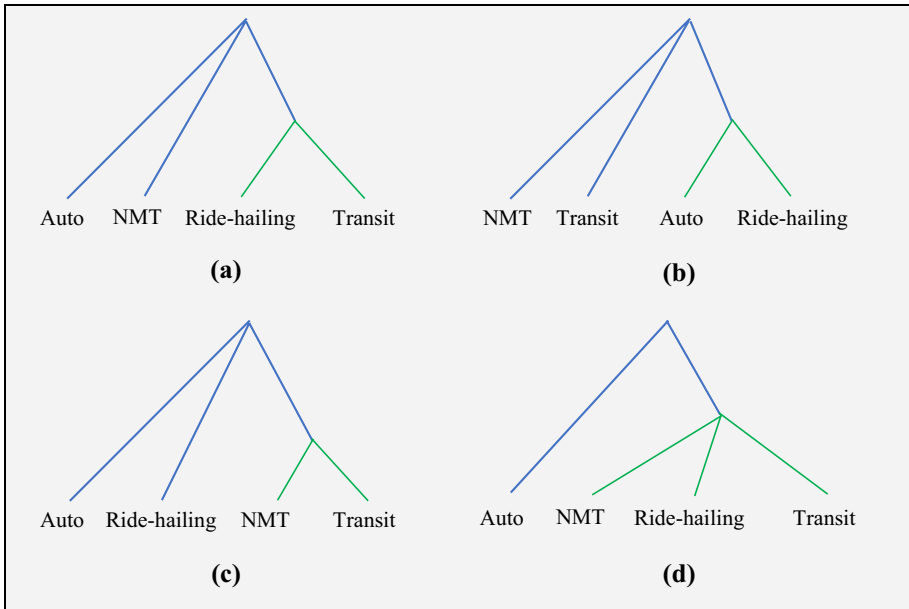 Auto NMT Ride-hailing Transit
(a)
NMT Transit Auto Ride-hailing
(b)
Auto Ride-hailing NMT Transit
(c)
Auto NMT Ride-hailing Transit
(d)